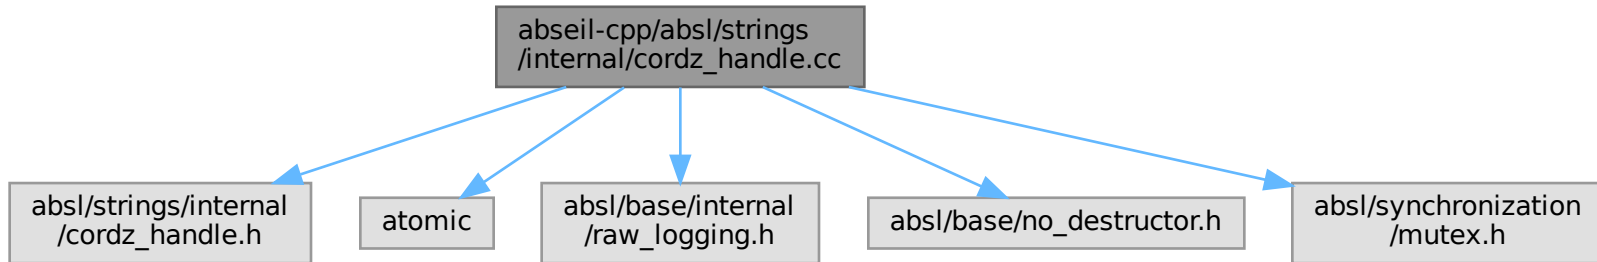 abseil-cpp/absl/strings
/internal/cordz_handle.cc
absl/strings/internal
/cordz_handle.h
atomic
absl/base/internal
/raw_logging.h
absl/base/no_destructor.h
absl/synchronization
/mutex.h